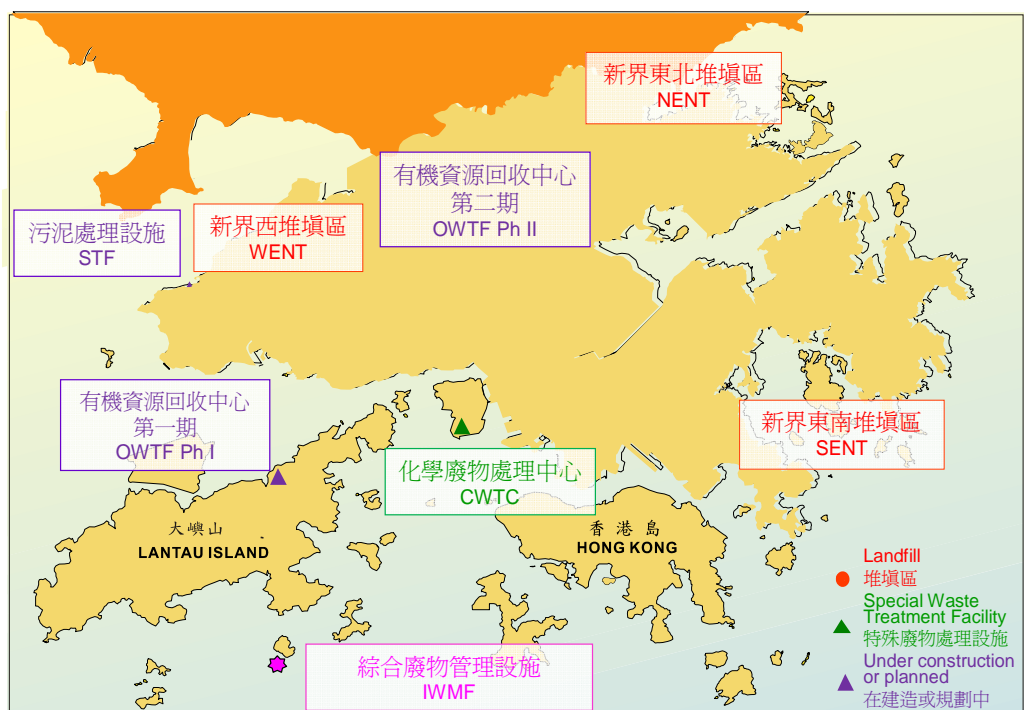 新界東北堆塡區
NENT
有機資源回收中心
第二期
OWTF Ph II
污泥處理設施
STF
新界西堆塡區
WENT
有機資源回收中心
第一期
OWTF Ph I
新界東南堆塡區
SENT
化學廢物處理中心
CWTC
大嶼山
LANTAU ISLAND
香港島
HONG KONG
綜合廢物管理設施
IWMF
Landfill
堆塡區
Special Waste
Treatment Facility
特殊廢物處理設施
Under construction
or planned
在建造或規劃中